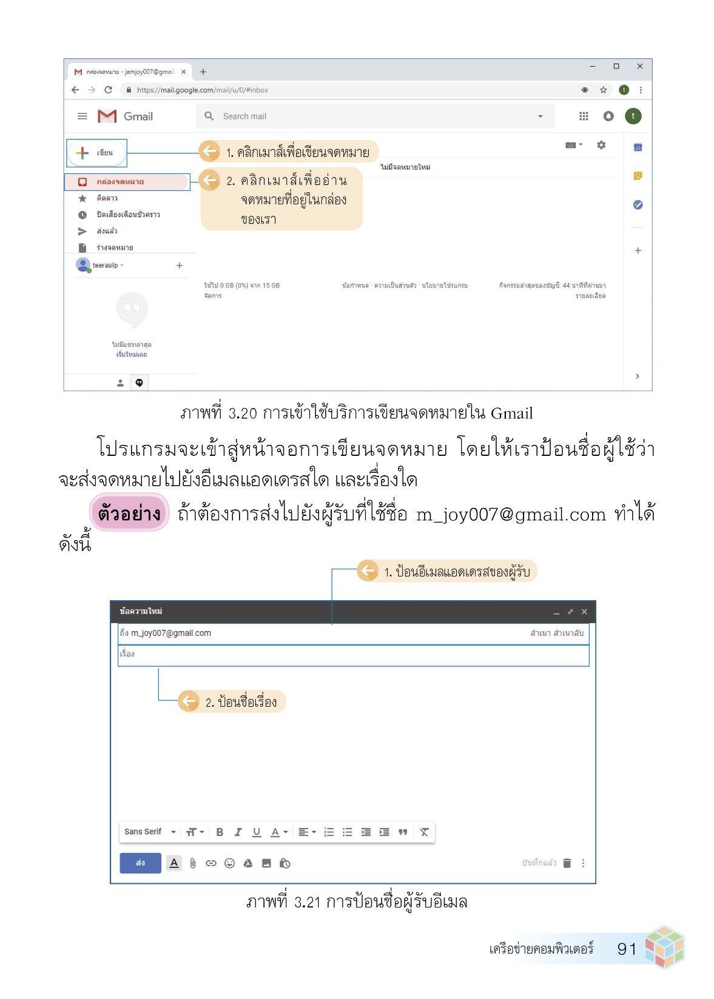 กล่องจดหมาย - jamjoy007@gmail.
https://mail.google.com/mail/u/0/#inbox
t
Gmail
Search mail
t
เขียน
1. คลิกเมาส์เพื่อเขียนจดหมาย
31
ไม่มีจดหมายใหม่
กล่องจดหมาย
2. คลิกเมาส์เพื่ออ่าน
จดหมายที่อยู่ในกล่อง
ของเรา
ติดดาว
ปิดเสียงเตือนชั่วคราว
ส่งแล้ว
ร่างจดหมาย
teerasilp
ใช้ไป 0 GB (0%) จาก 15 GB
จัดการ
ข้อกำหนด · ความเป็นส่วนตัว · นโยบายโปรแกรม
กิจกรรมล่าสุดของบัญชี: 44 นาทีที่ผ่านมา
รายละเอียด
ไม่มีแชทล่าสุด
เริ่มใหม่เลย
ภาพที่ 3.20 การเข้าใช้บริการเขียนจดหมายใน Gmail
โปรแกรมจะเข้าสู่หน้าจอการเขียนจดหมาย โดยให้เราป้อนชื่อผู้ใช้ว่า
จะส่งจดหมายไปยังอีเมลแอดเดรสใด และเรื่องใด
ตัวอย่าง ถ้าต้องการส่งไปยังผู้รับที่ใช้ชื่อ m_joy007@gmail.com ทำได้
ดังนี้
1. ป้อนอีเมลแอดเดรสของผู้รับ
ข้อความใหม่
ถึง m_joy007@gmail.com สำเนา สำเนาลับ
เรื่อง
2. ป้อนชื่อเรื่อง
Sans Serif
ส่ง
บันทึกแล้ว
ภาพที่ 3.21 การป้อนชื่อผู้รับอีเมล
เครือข่ายคอมพิวเตอร์ 91